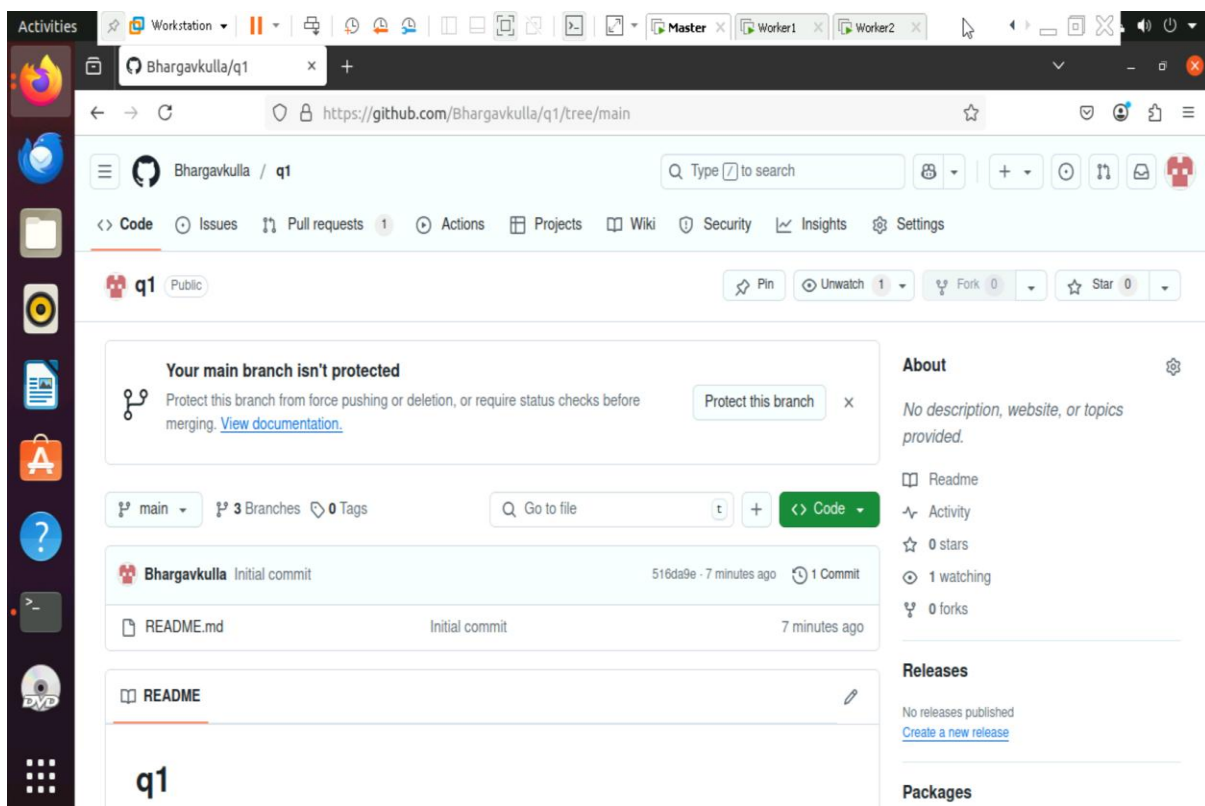 Activities Workstation Master Worker1 Worker2
Bhargavkulla/q1
https://github.com/Bhargavkulla/q1/tree/main
Bhargavkulla / q1 Type / to search
Code Issues Pull requests 1 Actions Projects Wiki Security Insights Settings
q1 Public Pin Unwatch 1 Fork 0 Star 0
Your main branch isn't protected
Protect this branch from force pushing or deletion, or require status checks before
merging. View documentation.
Protect this branch
About
No description, website, or topics
provided.
Readme
Activity
0 stars
1 watching
0 forks
main 3 Branches 0 Tags Go to file t Code
Bhargavkulla Initial commit 516da9e · 7 minutes ago 1 Commit
README.md Initial commit 7 minutes ago
README
q1
Releases
No releases published
Create a new release
Packages
DVD